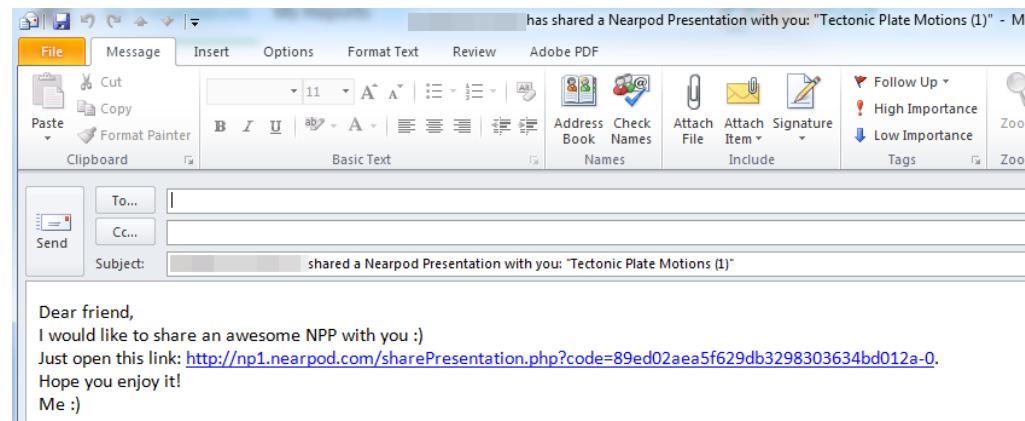 has shared a Nearpod Presentation with you: "Tectonic Plate Motions (1)" - M
File Message Insert Options Format Text Review Adobe PDF
Paste
Cut
Copy
Format Painter
Clipboard
11
A A
B I U ab A
Basic Text
Address Book
Check Names
Names
Attach File
Attach Item
Signature
Include
Follow Up
High Importance
Low Importance
Tags
Zoo
Zoo
Send
To...
Cc...
Subject: shared a Nearpod Presentation with you: "Tectonic Plate Motions (1)"
Dear friend,
I would like to share an awesome NPP with you :)
Just open this link: http://np1.nearpod.com/sharePresentation.php?code=89ed02aea5f629db3298303634bd012a-0.
Hope you enjoy it!
Me :)